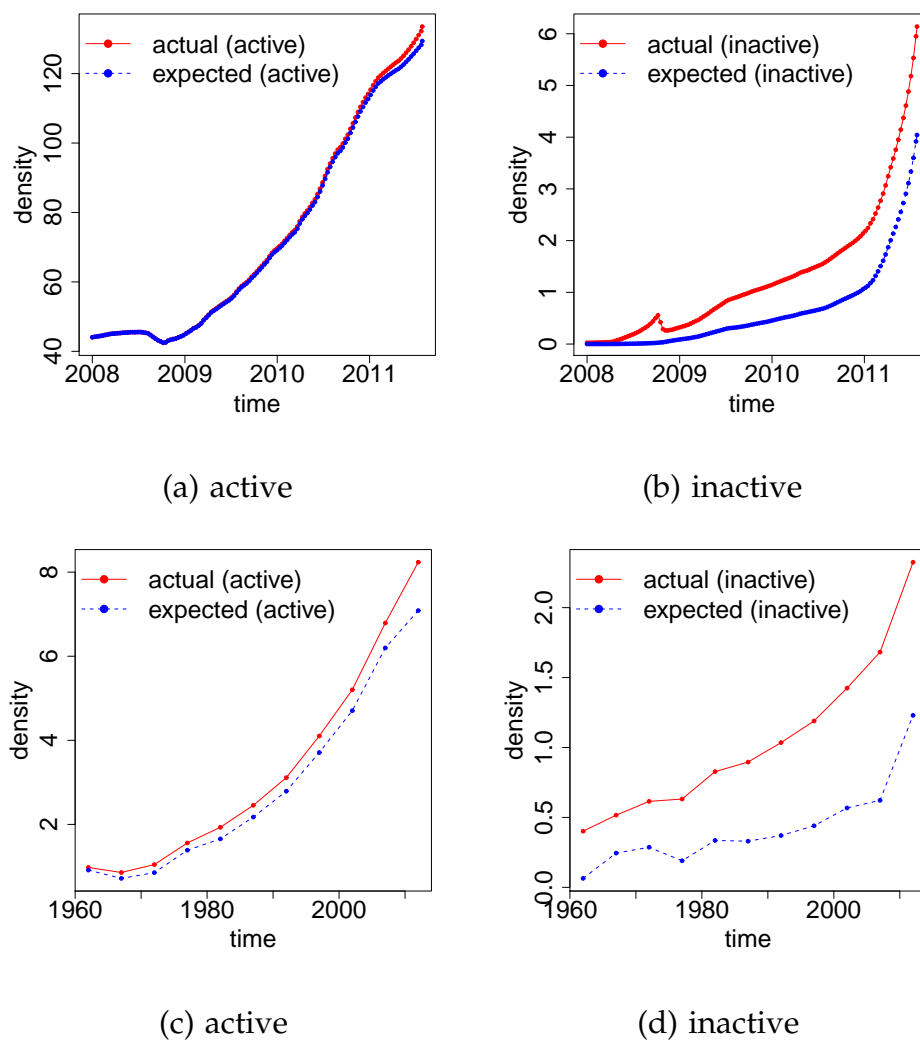 actual (active)
expected (active)
density
40 60 80 100 120
2008 2009 2010 2011
time
(a) active
actual (inactive)
expected (inactive)
density
0 1 2 3 4 5 6
2008 2009 2010 2011
time
(b) inactive
actual (active)
expected (active)
density
2 4 6 8
1960 1980 2000
time
(c) active
actual (inactive)
expected (inactive)
density
0.0 0.5 1.0 1.5 2.0
1960 1980 2000
time
(d) inactive